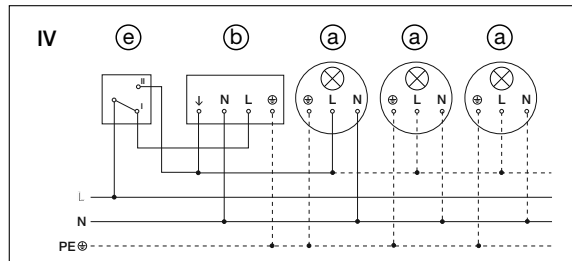 IV e b a a a
II
I
↓ N L ⏚ ⏚ L N ⏚ L N ⏚ L N
L
N
PE ⏚